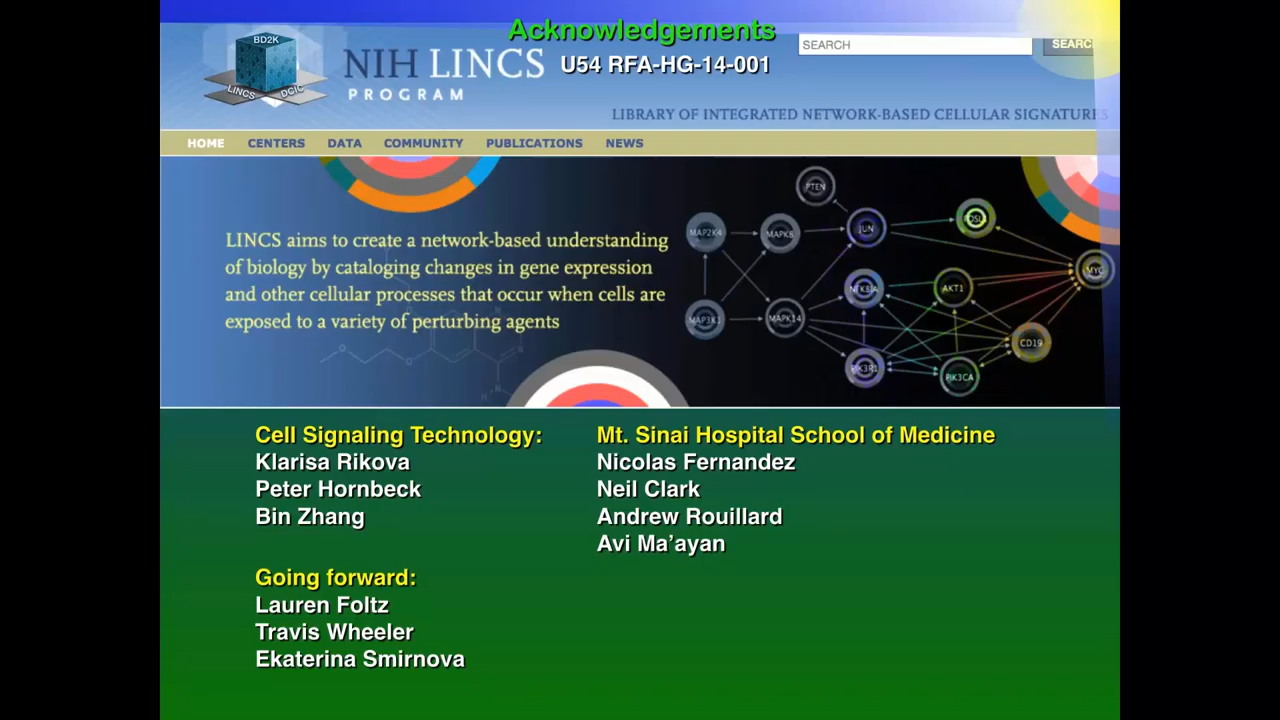 Acknowledgements
U54 RFA-HG-14-001
BD2K
LINCS DCIC
NIH LINCS
PROGRAM
SEARCH
SEARC
LIBRARY OF INTEGRATED NETWORK-BASED CELLULAR SIGNATURES
HOME CENTERS DATA COMMUNITY PUBLICATIONS NEWS
LINCS aims to create a network-based understanding
of biology by cataloging changes in gene expression
and other cellular processes that occur when cells are
exposed to a variety of perturbing agents
PTEN
MAP2K4 MAPK8 JUN
MYC
AKT1
MAP3K1 MAPK14
CD19
PIK3R1 PIK3CA
Cell Signaling Technology:
Klarisa Rikova
Peter Hornbeck
Bin Zhang
Going forward:
Lauren Foltz
Travis Wheeler
Ekaterina Smirnova
Mt. Sinai Hospital School of Medicine
Nicolas Fernandez
Neil Clark
Andrew Rouillard
Avi Ma’ayan